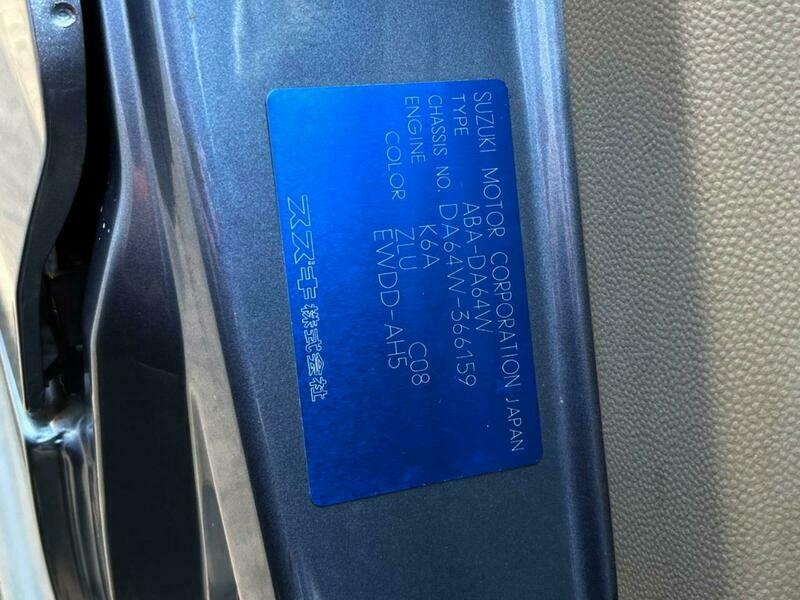 SUZUKI MOTOR CORPORATION JAPAN
TYPE ABA-DA64W
CHASSIS NO. DA64W-366159
ENGINE K6A
COLOR ZLU C08
EWDD-AH5
スズキ株式会社